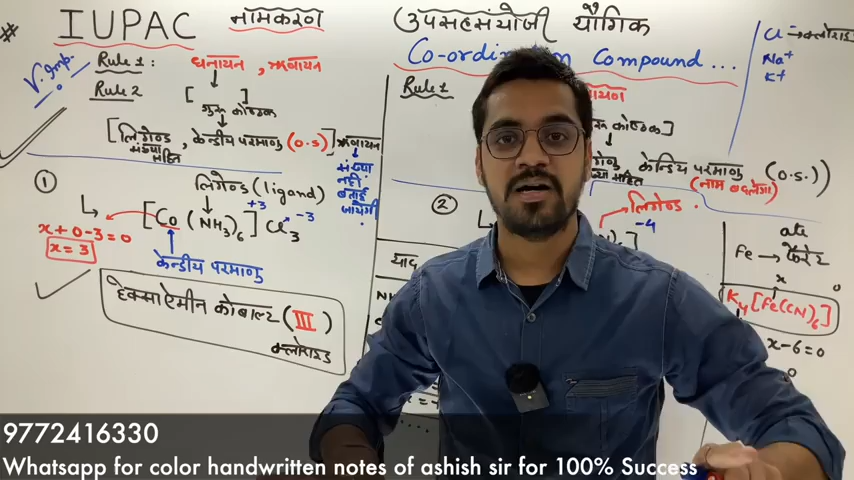 IUPAC नामकरण
उपसहसंयोजी यौगिक
Co-ordination Compound ...
V. Imp.
Rule 1 : धनायन , ऋणायन
Rule 2 [ ]
गुरु कोष्ठक
[लिगेण्ड , केन्द्रीय परमाणु (O.S)] ऋणायन
संख्या सहित
संख्या
नहीं
बताई
जायेगी
①
लिगेण्ड (ligand)
+3 -3
[Co (NH₃)₆] Cl₃
x + 0 - 3 = 0
x = 3
केन्द्रीय परमाणु
हेक्साऐमीन कोबाल्ट (III)
क्लोराइड
Rule 1
कोष्ठक]
केन्द्रीय परमाणु (O.S.)
(नाम बदलेगा)
②
लिगेण्ड
-4
याद
Cl⁻ → क्लोराइड
Na⁺
K⁺
ate
Fe → फेरेट
x
K₄ [Fe(CN)₆]
x - 6 = 0
9772416330
Whatsapp for color handwritten notes of ashish sir for 100% Success